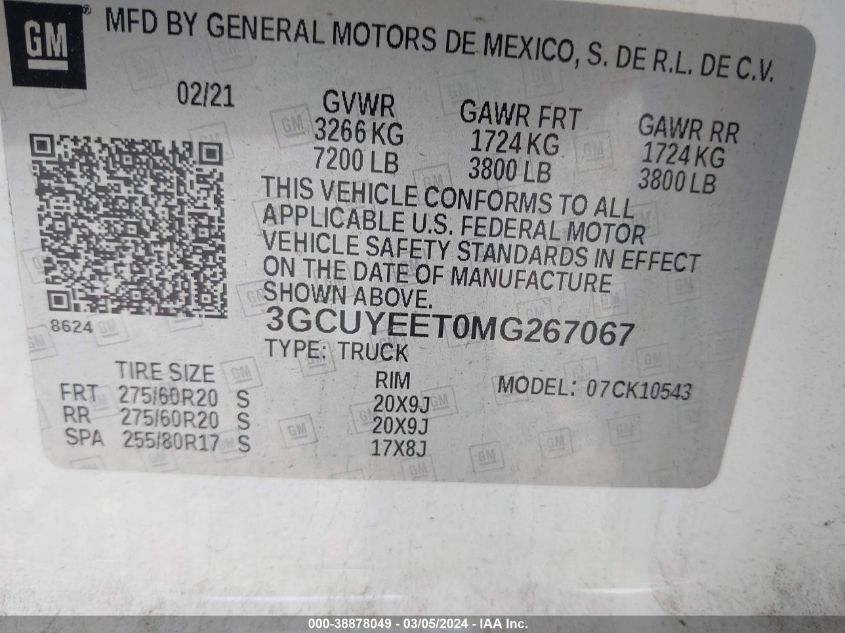 GM ® MFD BY GENERAL MOTORS DE MEXICO, S. DE R.L. DE C.V.
02/21
GVWR GAWR FRT GAWR RR
3266 KG 1724 KG 1724 KG
7200 LB 3800 LB 3800 LB
THIS VEHICLE CONFORMS TO ALL
APPLICABLE U.S. FEDERAL MOTOR
VEHICLE SAFETY STANDARDS IN EFFECT
ON THE DATE OF MANUFACTURE
SHOWN ABOVE.
8624
3GCUYEET0MG267067
TYPE: TRUCK
TIRE SIZE RIM MODEL: 07CK10543
FRT 275/60R20 S 20X9J
RR 275/60R20 S 20X9J
SPA 255/80R17 S 17X8J
000-38878049 - 03/05/2024 - IAA Inc.